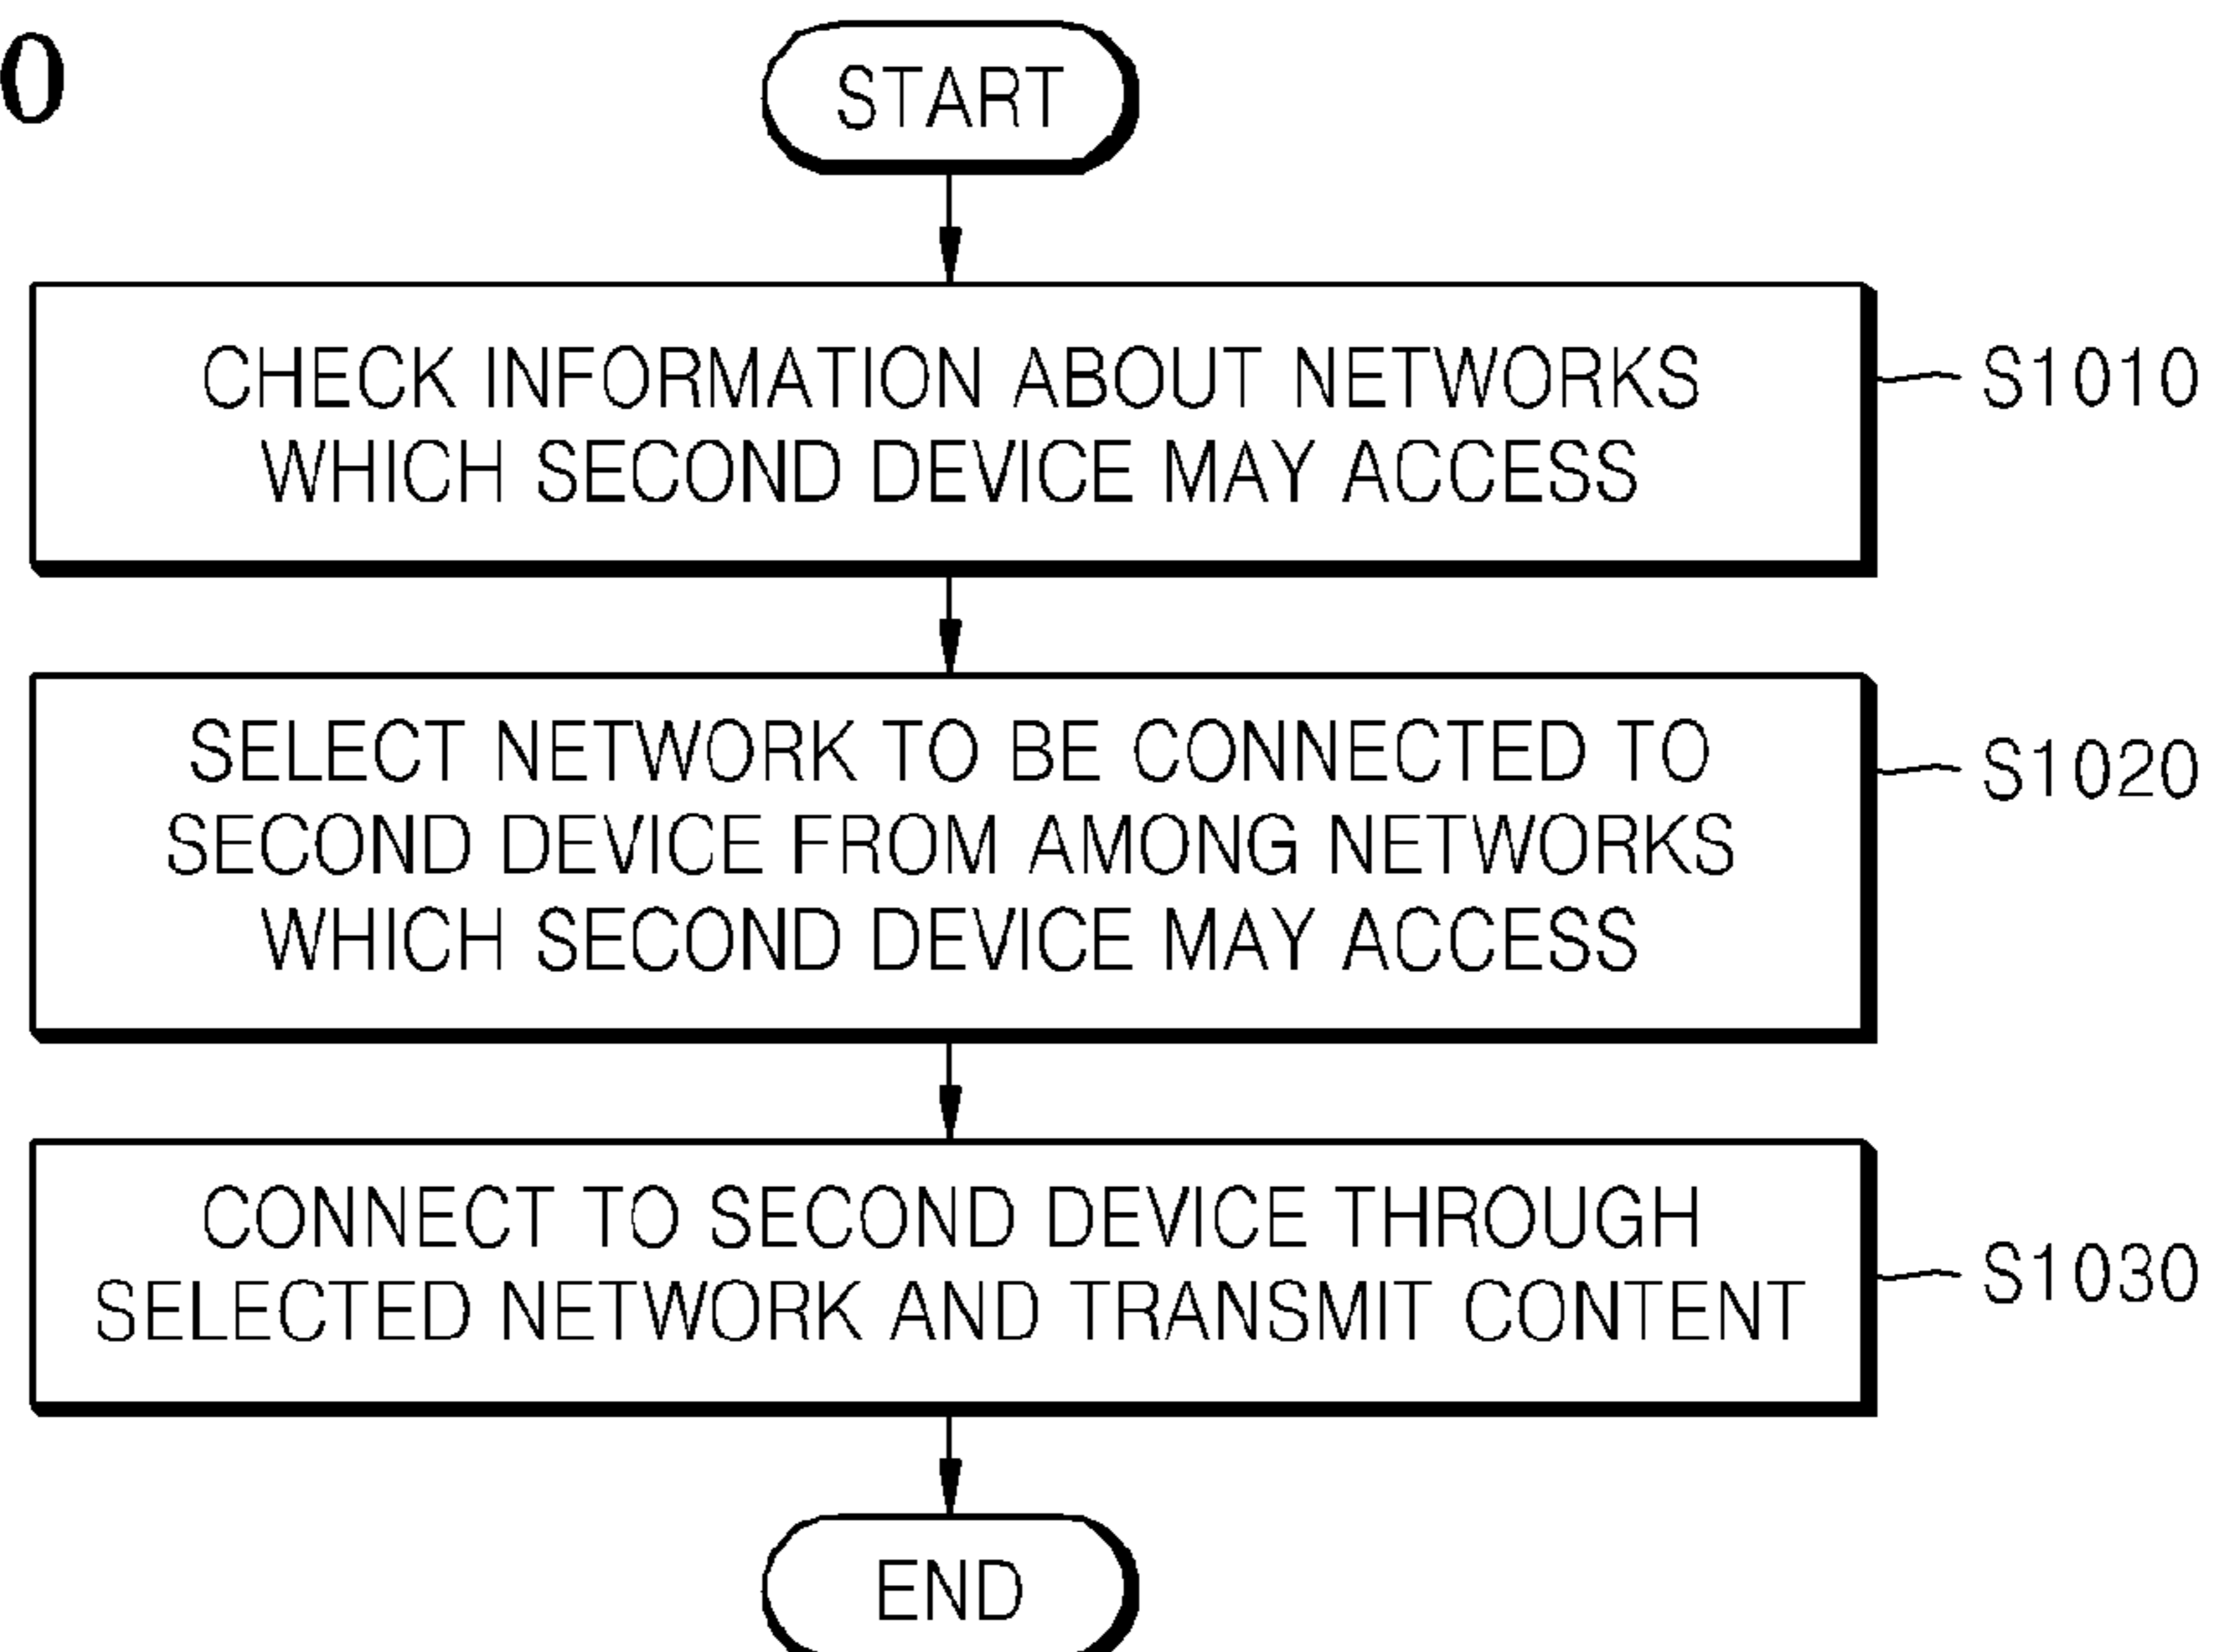 0
START
CHECK INFORMATION ABOUT NETWORKS
WHICH SECOND DEVICE MAY ACCESS
S1010
SELECT NETWORK TO BE CONNECTED TO
SECOND DEVICE FROM AMONG NETWORKS
WHICH SECOND DEVICE MAY ACCESS
S1020
CONNECT TO SECOND DEVICE THROUGH
SELECTED NETWORK AND TRANSMIT CONTENT
S1030
END